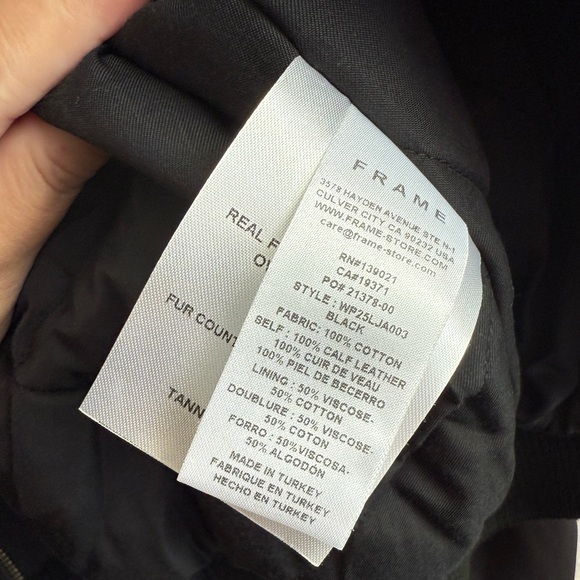 FRAME
3578 HAYDEN AVENUE STE N-1
CULVER CITY CA 90232 USA
WWW.FRAME-STORE.COM
care@frame-store.com
RN#139021
CA#19371
PO# 21378-00
STYLE : WP25LJA003
BLACK
FABRIC: 100% COTTON
SELF : 100% CALF LEATHER
100% CUIR DE VEAU
100% PIEL DE BECERRO
LINING : 50% VISCOSE-
50% COTTON
DOUBLURE : 50% VISCOSE-
50% COTON
FORRO : 50%VISCOSA-
50% ALGODÓN
MADE IN TURKEY
FABRIQUE EN TURKEY
HECHO EN TURKEY
REAL
FUR